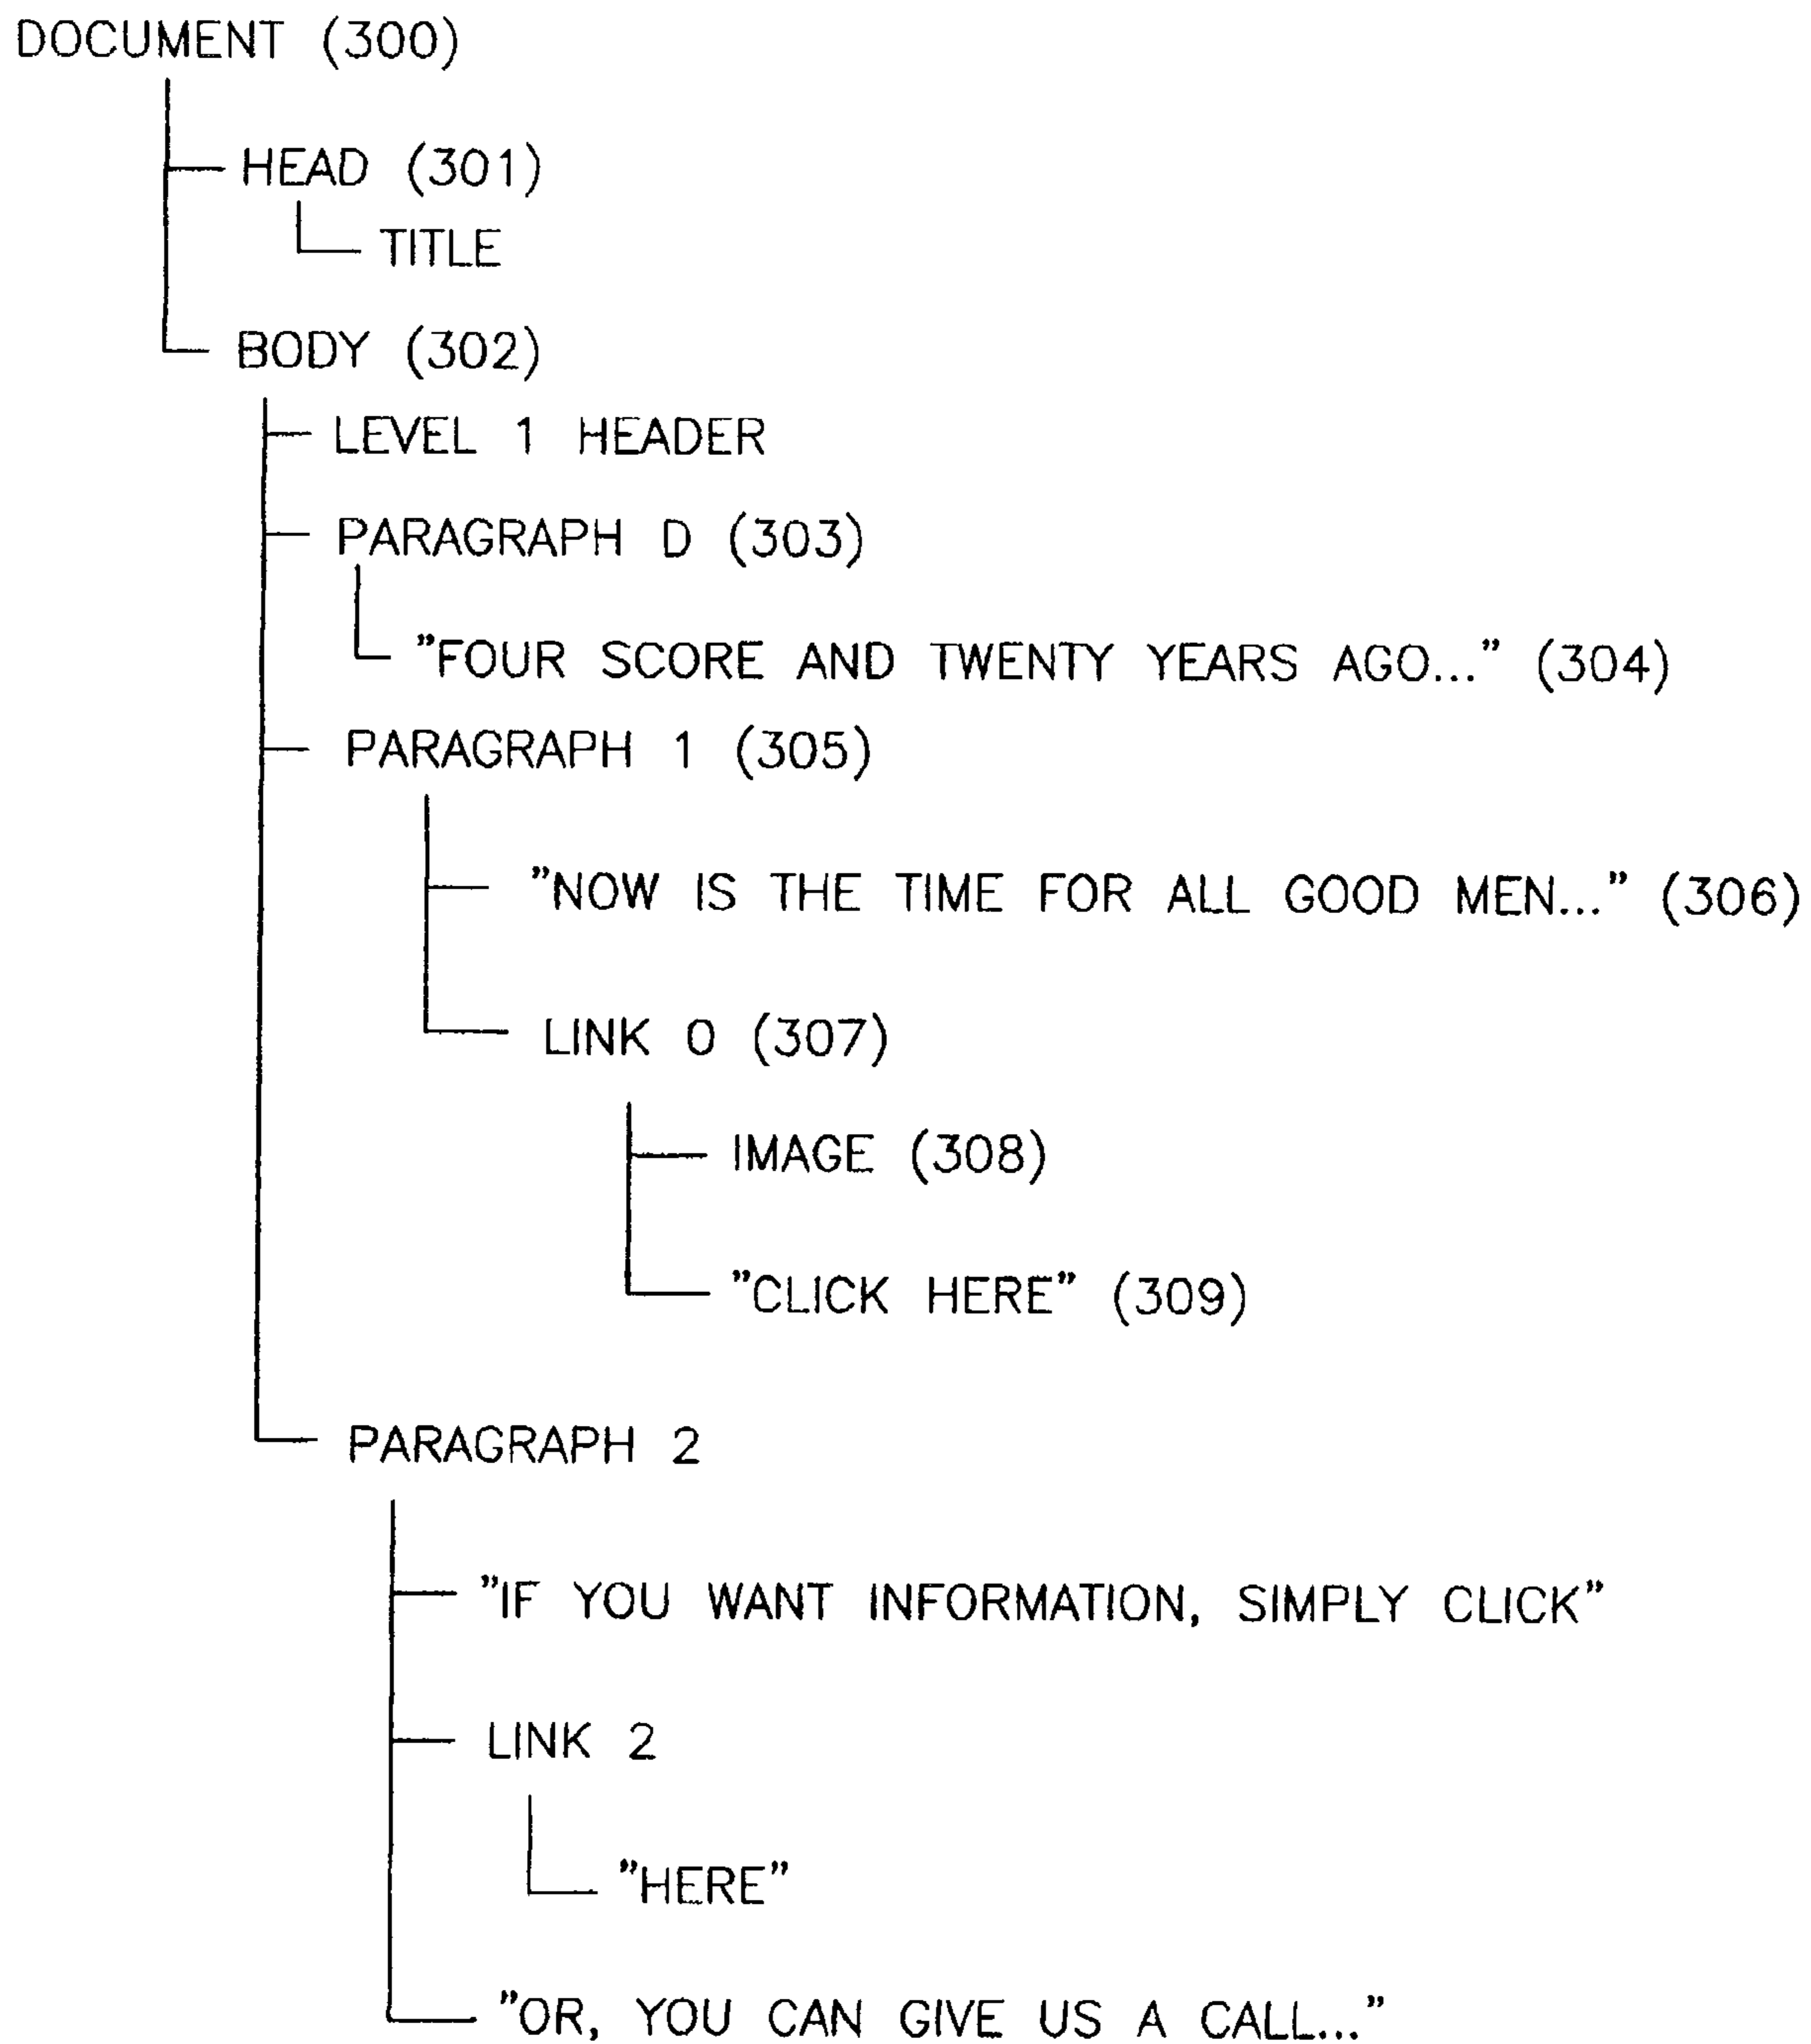 DOCUMENT (300)
HEAD (301)
TITLE
BODY (302)
LEVEL 1 HEADER
PARAGRAPH D (303)
"FOUR SCORE AND TWENTY YEARS AGO..." (304)
PARAGRAPH 1 (305)
"NOW IS THE TIME FOR ALL GOOD MEN..." (306)
LINK 0 (307)
IMAGE (308)
"CLICK HERE" (309)
PARAGRAPH 2
"IF YOU WANT INFORMATION, SIMPLY CLICK"
LINK 2
"HERE"
"OR, YOU CAN GIVE US A CALL..."